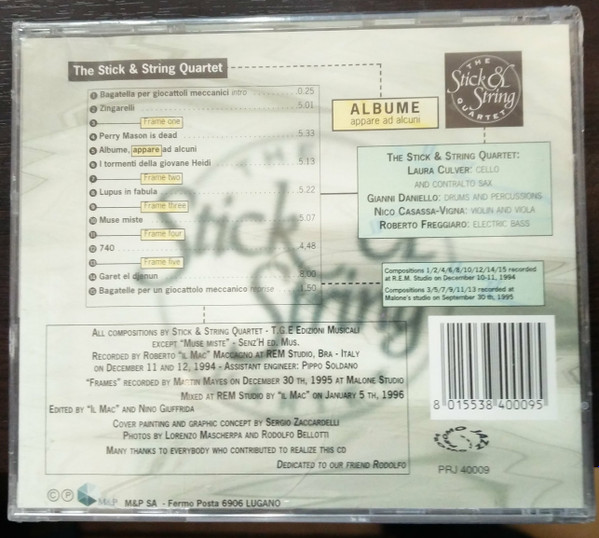 The Stick & String Quartet
THE
Stick &
String
QUARTET
ALBUME
appare ad alcuni
1 Bagatella per giocattoli meccanici intro 0.25
2 Zingarelli 5.01
3 Frame one
4 Perry Mason is dead 5.33
5 Albume, appare ad alcuni
6 I tormenti della giovane Heidi 5.13
7 Frame two
8 Lupus in fabula 5.22
9 Frame three
10 Muse miste 5.07
11 Frame four
12 740 4,48
13 Frame five
14 Garet el djenun 8.00
15 Bagatelle per un giocattolo meccanico reprise 1.50
THE STICK & STRING QUARTET:
LAURA CULVER: CELLO
AND CONTRALTO SAX
GIANNI DANIELLO: DRUMS AND PERCUSSIONS
NICO CASASSA-VIGNA: VIOLIN AND VIOLA
ROBERTO FREGGIARO: ELECTRIC BASS
Compositions 1/2/4/6/8/10/12/14/15 recorded
at R.E.M. Studio on December 10-11, 1994
Compositions 3/5/7/9/11/13 recorded at
Malone's studio on September 30 th, 1995
THE
Stick &
String
ALL COMPOSITIONS BY STICK & STRING QUARTET - T.G.E EDIZIONI MUSICALI
EXCEPT "MUSE MISTE" - SENZ'H ED. MUS.
RECORDED BY ROBERTO "IL MAC" MACCAGNO AT REM STUDIO, BRA - ITALY
ON DECEMBER 11 AND 12, 1994 - ASSISTANT ENGINEER: PIPPO SOLDANO
"FRAMES" RECORDED BY MARTIN MAYES ON DECEMBER 30 TH, 1995 AT MALONE STUDIO
MIXED AT REM STUDIO BY "IL MAC" ON JANUARY 5TH, 1996
EDITED BY "IL MAC" AND NINO GIUFFRIDA
COVER PAINTING AND GRAPHIC CONCEPT BY SERGIO ZACCARDELLI
PHOTOS BY LORENZO MASCHERPA AND RODOLFO BELLOTTI
MANY THANKS TO EVERYBODY WHO CONTRIBUTED TO REALIZE THIS CD
DEDICATED TO OUR FRIEND RODOLFO
8 015538 400095
PROMO JAZZ
PRJ 40009
© ℗ M&P M&P SA - Fermo Posta 6906 LUGANO